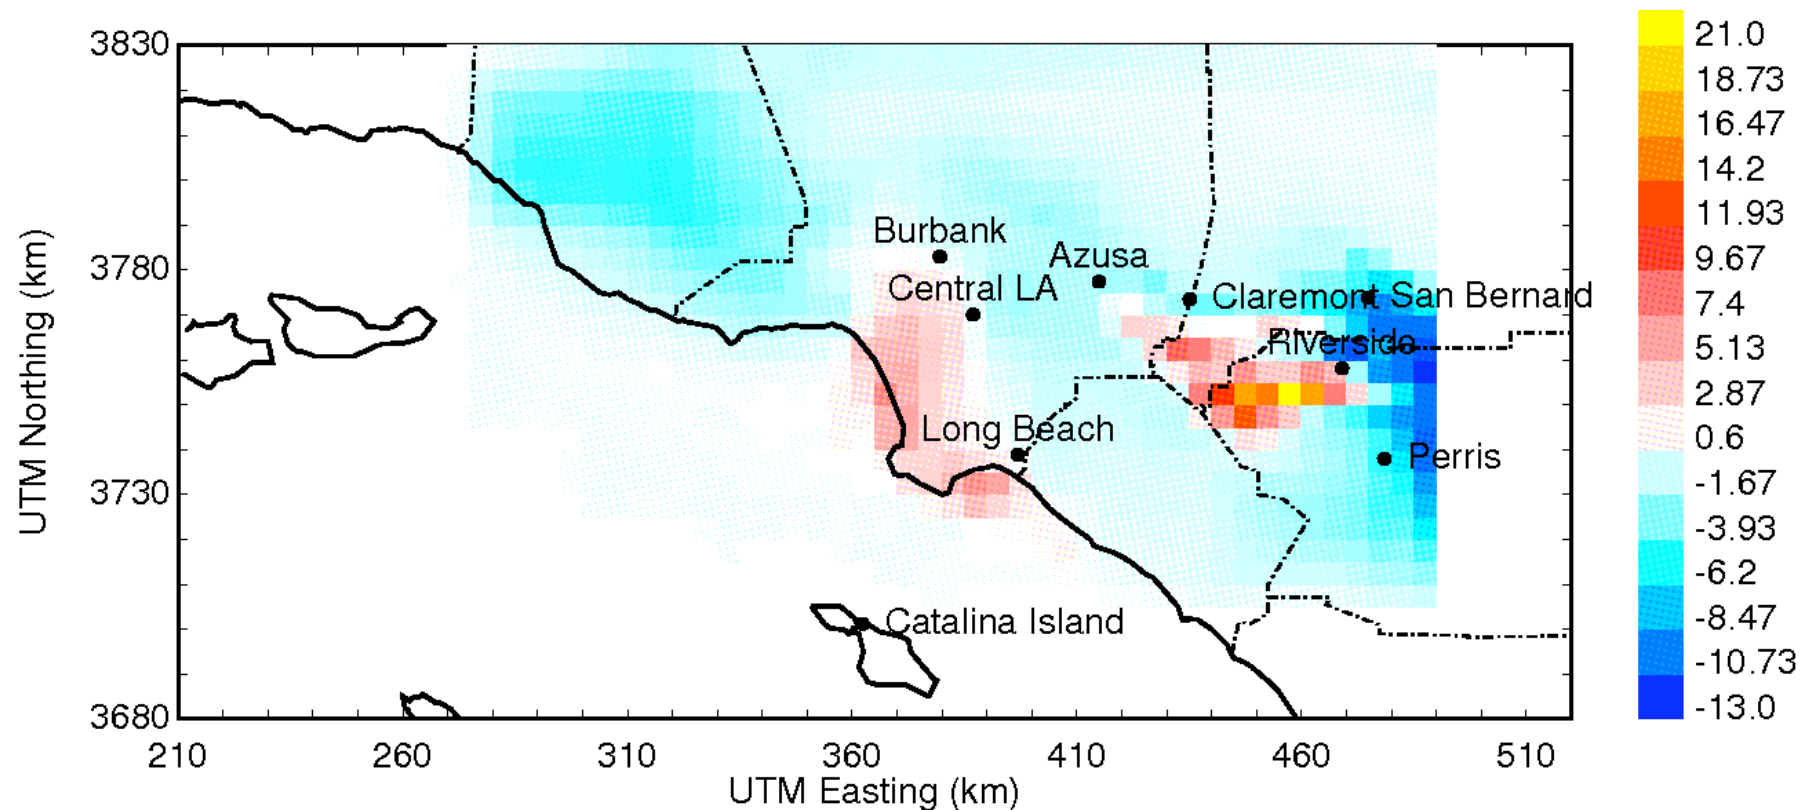 3830
3780
3730
3680
UTM Northing (km)
210 260 310 360 410 460 510
UTM Easting (km)
Burbank
Azusa
Central LA
Claremont San Bernard
Riverside
Long Beach
Perris
Catalina Island
21.0
18.73
16.47
14.2
11.93
9.67
7.4
5.13
2.87
0.6
-1.67
-3.93
-6.2
-8.47
-10.73
-13.0